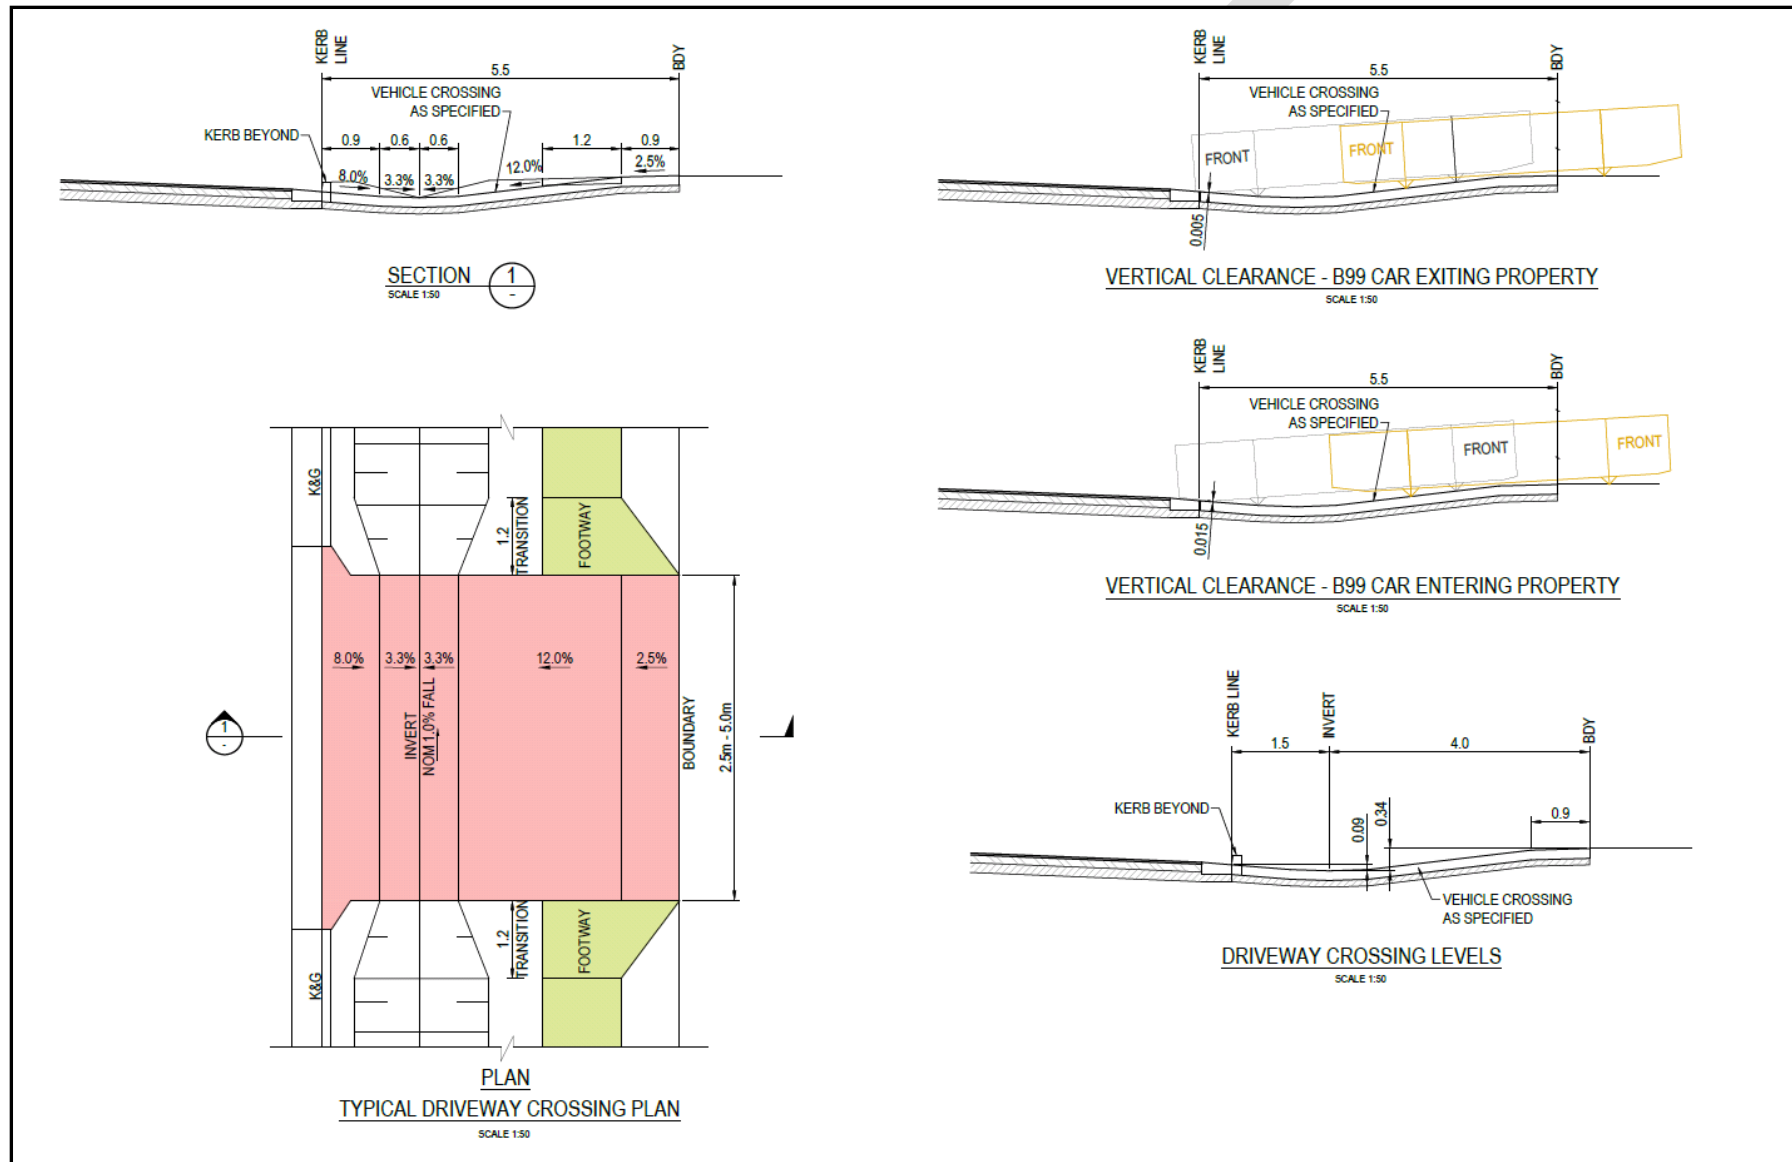 KERB
LINE
BDY
5.5
VEHICLE CROSSING
AS SPECIFIED
KERB BEYOND
0.9
0.6
0.6
1.2
0.9
8.0%
3.3%
3.3%
12.0%
2.5%
SECTION
SCALE 1:50
1
-
KERB
LINE
BDY
5.5
VEHICLE CROSSING
AS SPECIFIED
FRONT
FRONT
0.005
VERTICAL CLEARANCE - B99 CAR EXITING PROPERTY
SCALE 1:50
KERB
LINE
BDY
5.5
VEHICLE CROSSING
AS SPECIFIED
FRONT
FRONT
0.015
VERTICAL CLEARANCE - B99 CAR ENTERING PROPERTY
SCALE 1:50
K&G
1.2
TRANSITION
FOOTWAY
8.0%
3.3%
3.3%
12.0%
2.5%
INVERT
NOM 1.0% FALL
BOUNDARY
2.5m - 5.0m
1
-
K&G
1.2
TRANSITION
FOOTWAY
PLAN
TYPICAL DRIVEWAY CROSSING PLAN
SCALE 1:50
KERB LINE
INVERT
BDY
1.5
4.0
KERB BEYOND
0.09
0.34
0.9
VEHICLE CROSSING
AS SPECIFIED
DRIVEWAY CROSSING LEVELS
SCALE 1:50